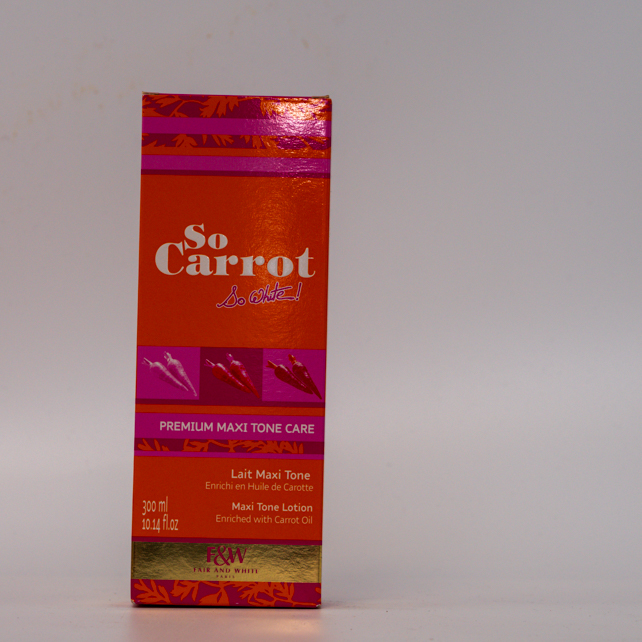 So
Carrot
So White!
PREMIUM MAXI TONE CARE
Lait Maxi Tone
Enrichi en Huile de Carotte
300 ml
10.14 fl.oz
Maxi Tone Lotion
Enriched with Carrot Oil
F&W
FAIR AND WHITE
PARIS